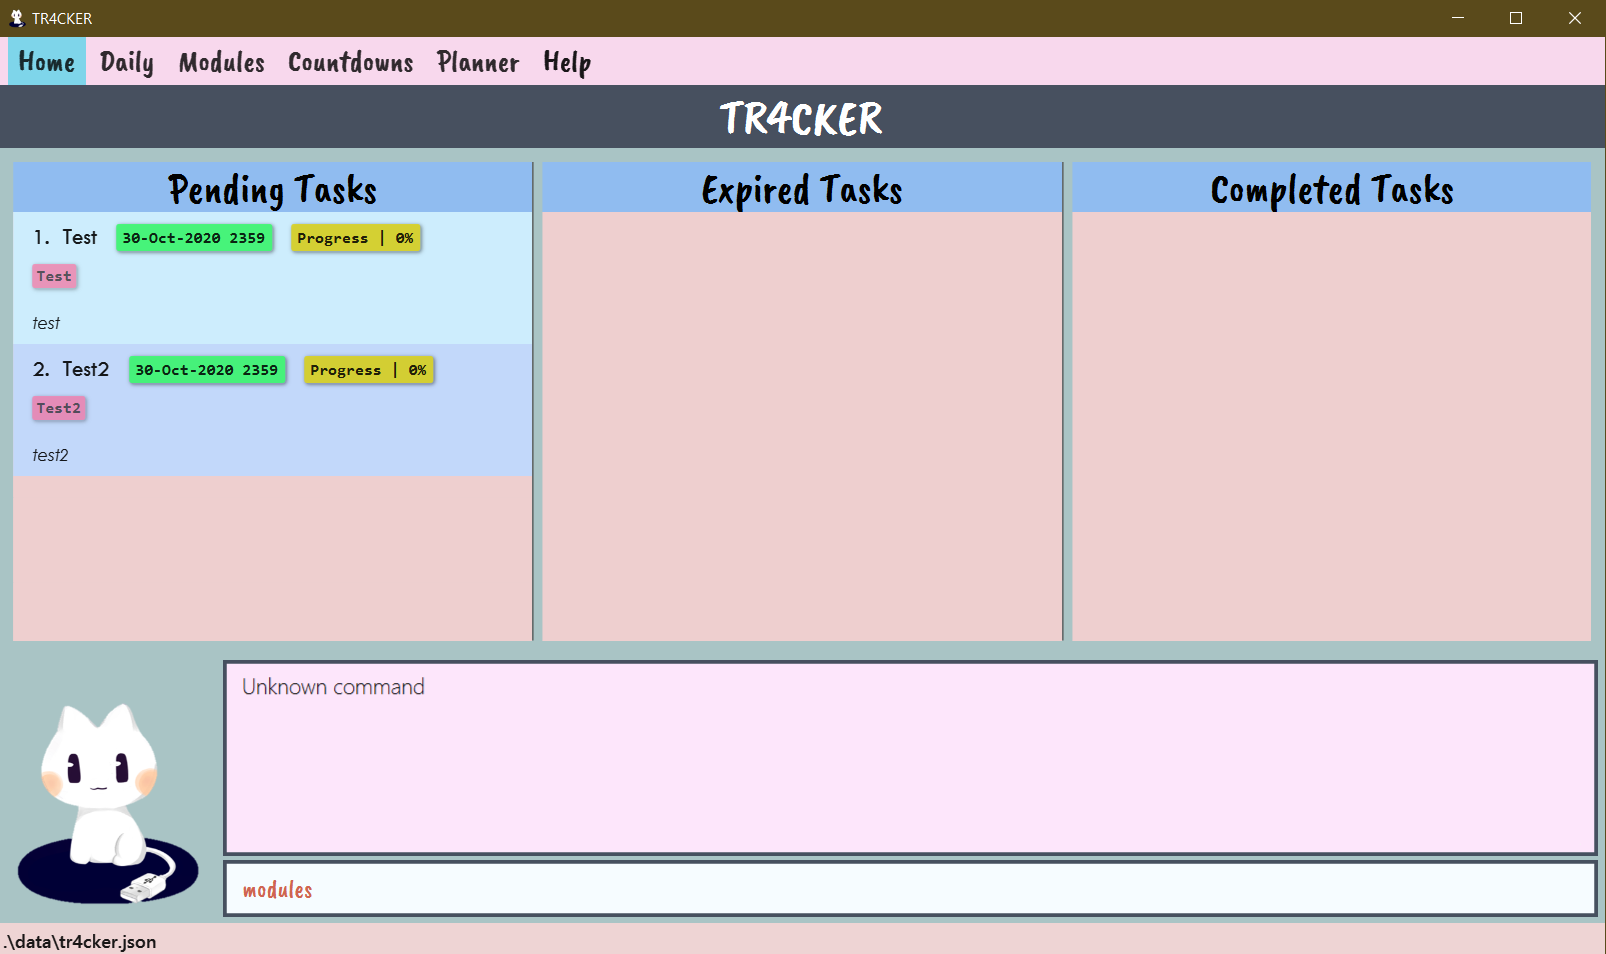 TR4CKER
Home Daily Modules Countdowns Planner Help
TR4CKER
Pending Tasks
1. Test 30-Oct-2020 2359 Progress | 0%
Test
test
2. Test2 30-Oct-2020 2359 Progress | 0%
Test2
test2
Expired Tasks
Completed Tasks
Unknown command
modules
.\data\tr4cker.json